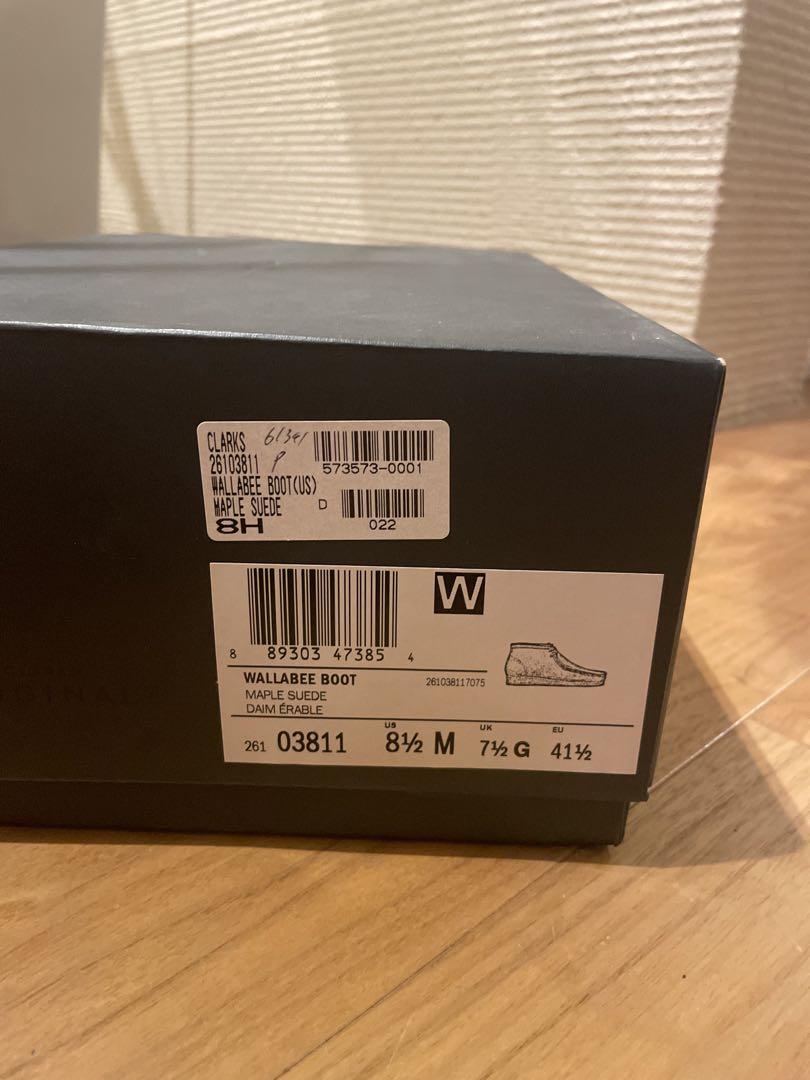 CLARKS
26103811 P
573573-0001
WALLABEE BOOT(US)
MAPLE SUEDE D
8H 022
W
8 89303 47385 4
WALLABEE BOOT 261038117075
MAPLE SUEDE
DAIM ÉRABLE
US UK EU
261 03811 8½ M 7½ G 41½